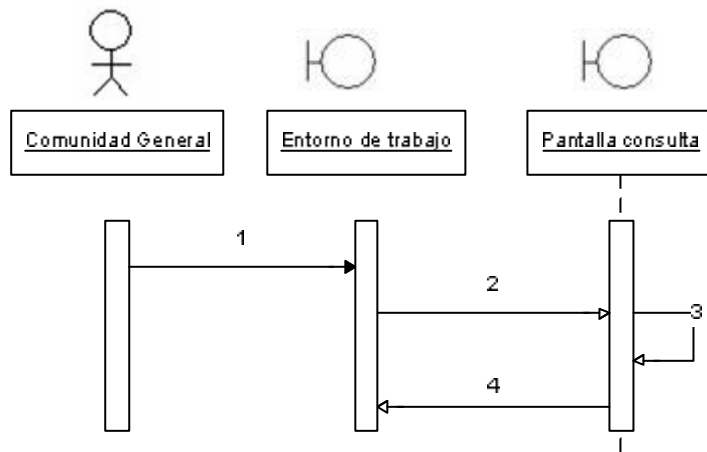 Comunidad General
Entorno de trabajo
Pantalla consulta
1
2
3
4